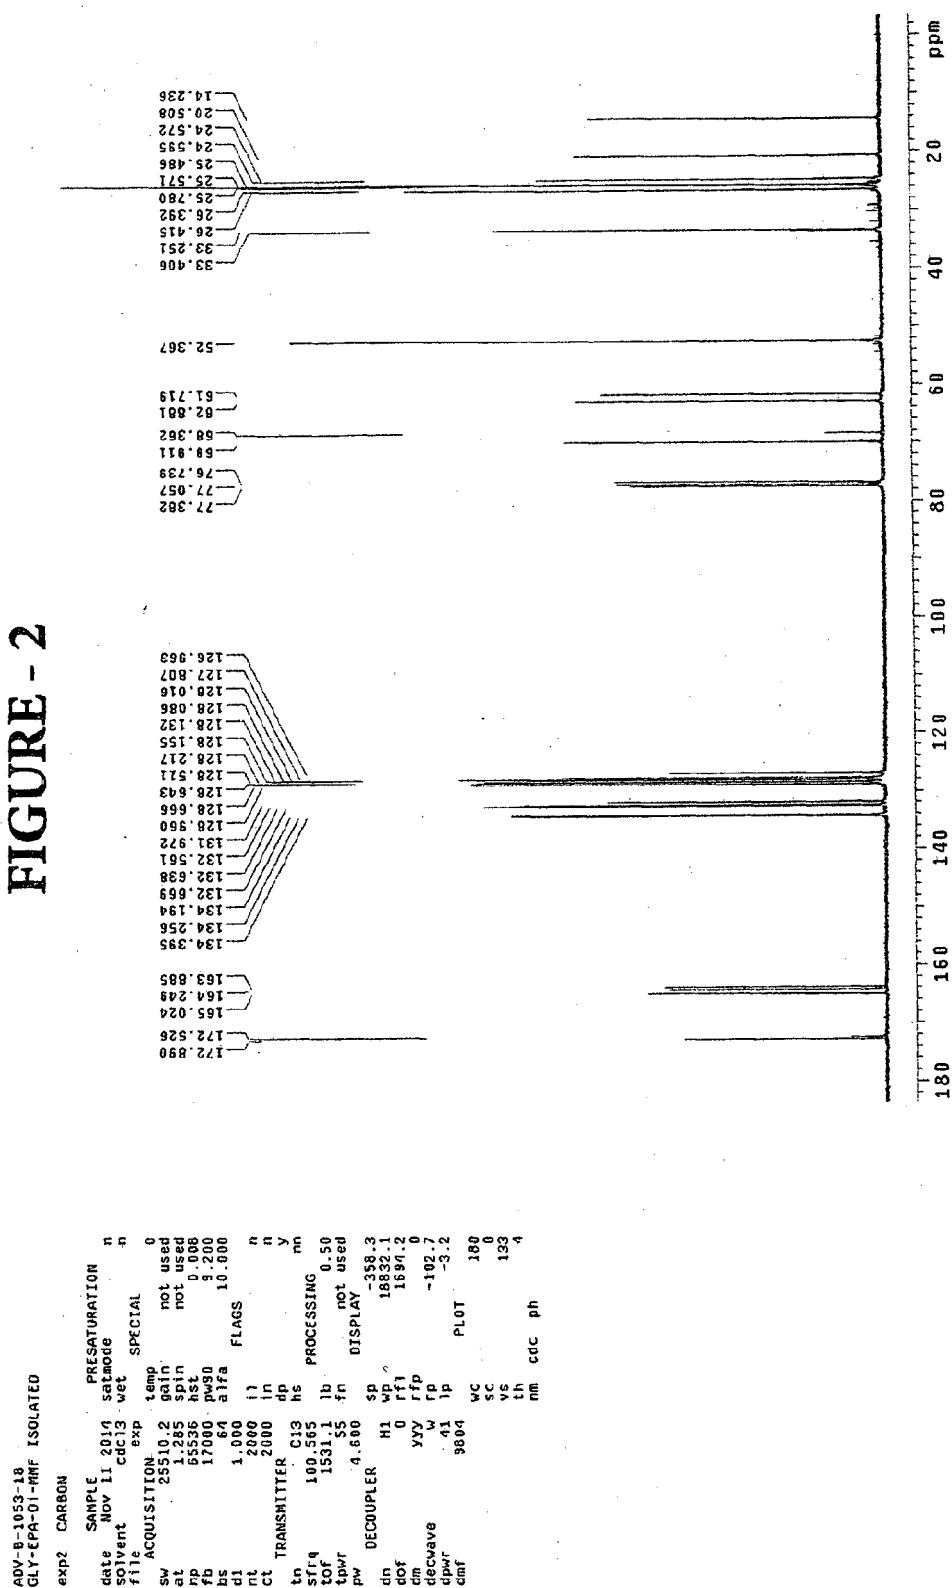 FIGURE - 2
ADV-B-1053-18
GLY-EPA-DI-MMF ISOLATED
exp2 CARBON
SAMPLE
date Nov 11 2014
solvent cdcl3
file exp
ACQUISITION
sw 25510.2
at 1.285
np 65536
fb 17000
bs 64
d1 1.000
nt 2000
ct 2000
TRANSMITTER
tn C13
sfrq 100.565
tof 1531.1
tpwr 55
pw 4.600
DECOUPLER
dn H1
dof 0
dm yyy
decwave w
dpwr 41
dmf 9804
PRESATURATION
satmode n
wet n
SPECIAL
temp 0
gain not used
spin not used
hst 0.008
pw90 9.200
alfa 10.000
FLAGS
il n
in n
dp y
hs nn
PROCESSING
lb 0.50
fn not used
DISPLAY
sp -358.3
wp 18832.1
rfl 1694.2
rfp 0
rp -102.7
lp -3.2
PLOT
wc 180
sc 0
vs 133
th 4
nm cdc ph
172.890
172.526
165.024
164.249
163.885
134.395
134.256
134.194
132.669
132.638
132.561
131.972
128.960
128.666
128.643
128.511
128.217
128.155
128.132
128.086
128.016
127.807
126.963
77.382
77.057
76.739
69.911
68.362
62.881
61.719
52.367
33.406
33.251
26.415
26.392
25.780
25.571
25.486
24.595
24.572
20.508
14.236
180 160 140 120 100 80 60 40 20 ppm